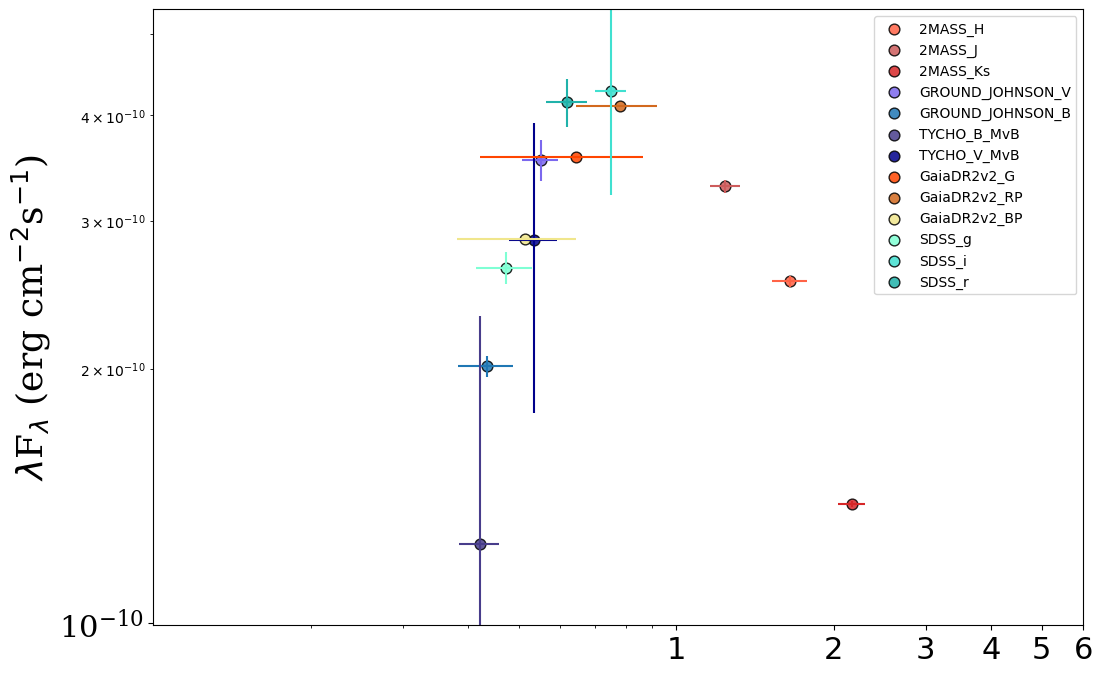 λF_λ (erg cm⁻²s⁻¹)
4 × 10⁻¹⁰
3 × 10⁻¹⁰
2 × 10⁻¹⁰
10⁻¹⁰
1 2 3 4 5 6
2MASS_H
2MASS_J
2MASS_Ks
GROUND_JOHNSON_V
GROUND_JOHNSON_B
TYCHO_B_MvB
TYCHO_V_MvB
GaiaDR2v2_G
GaiaDR2v2_RP
GaiaDR2v2_BP
SDSS_g
SDSS_i
SDSS_r